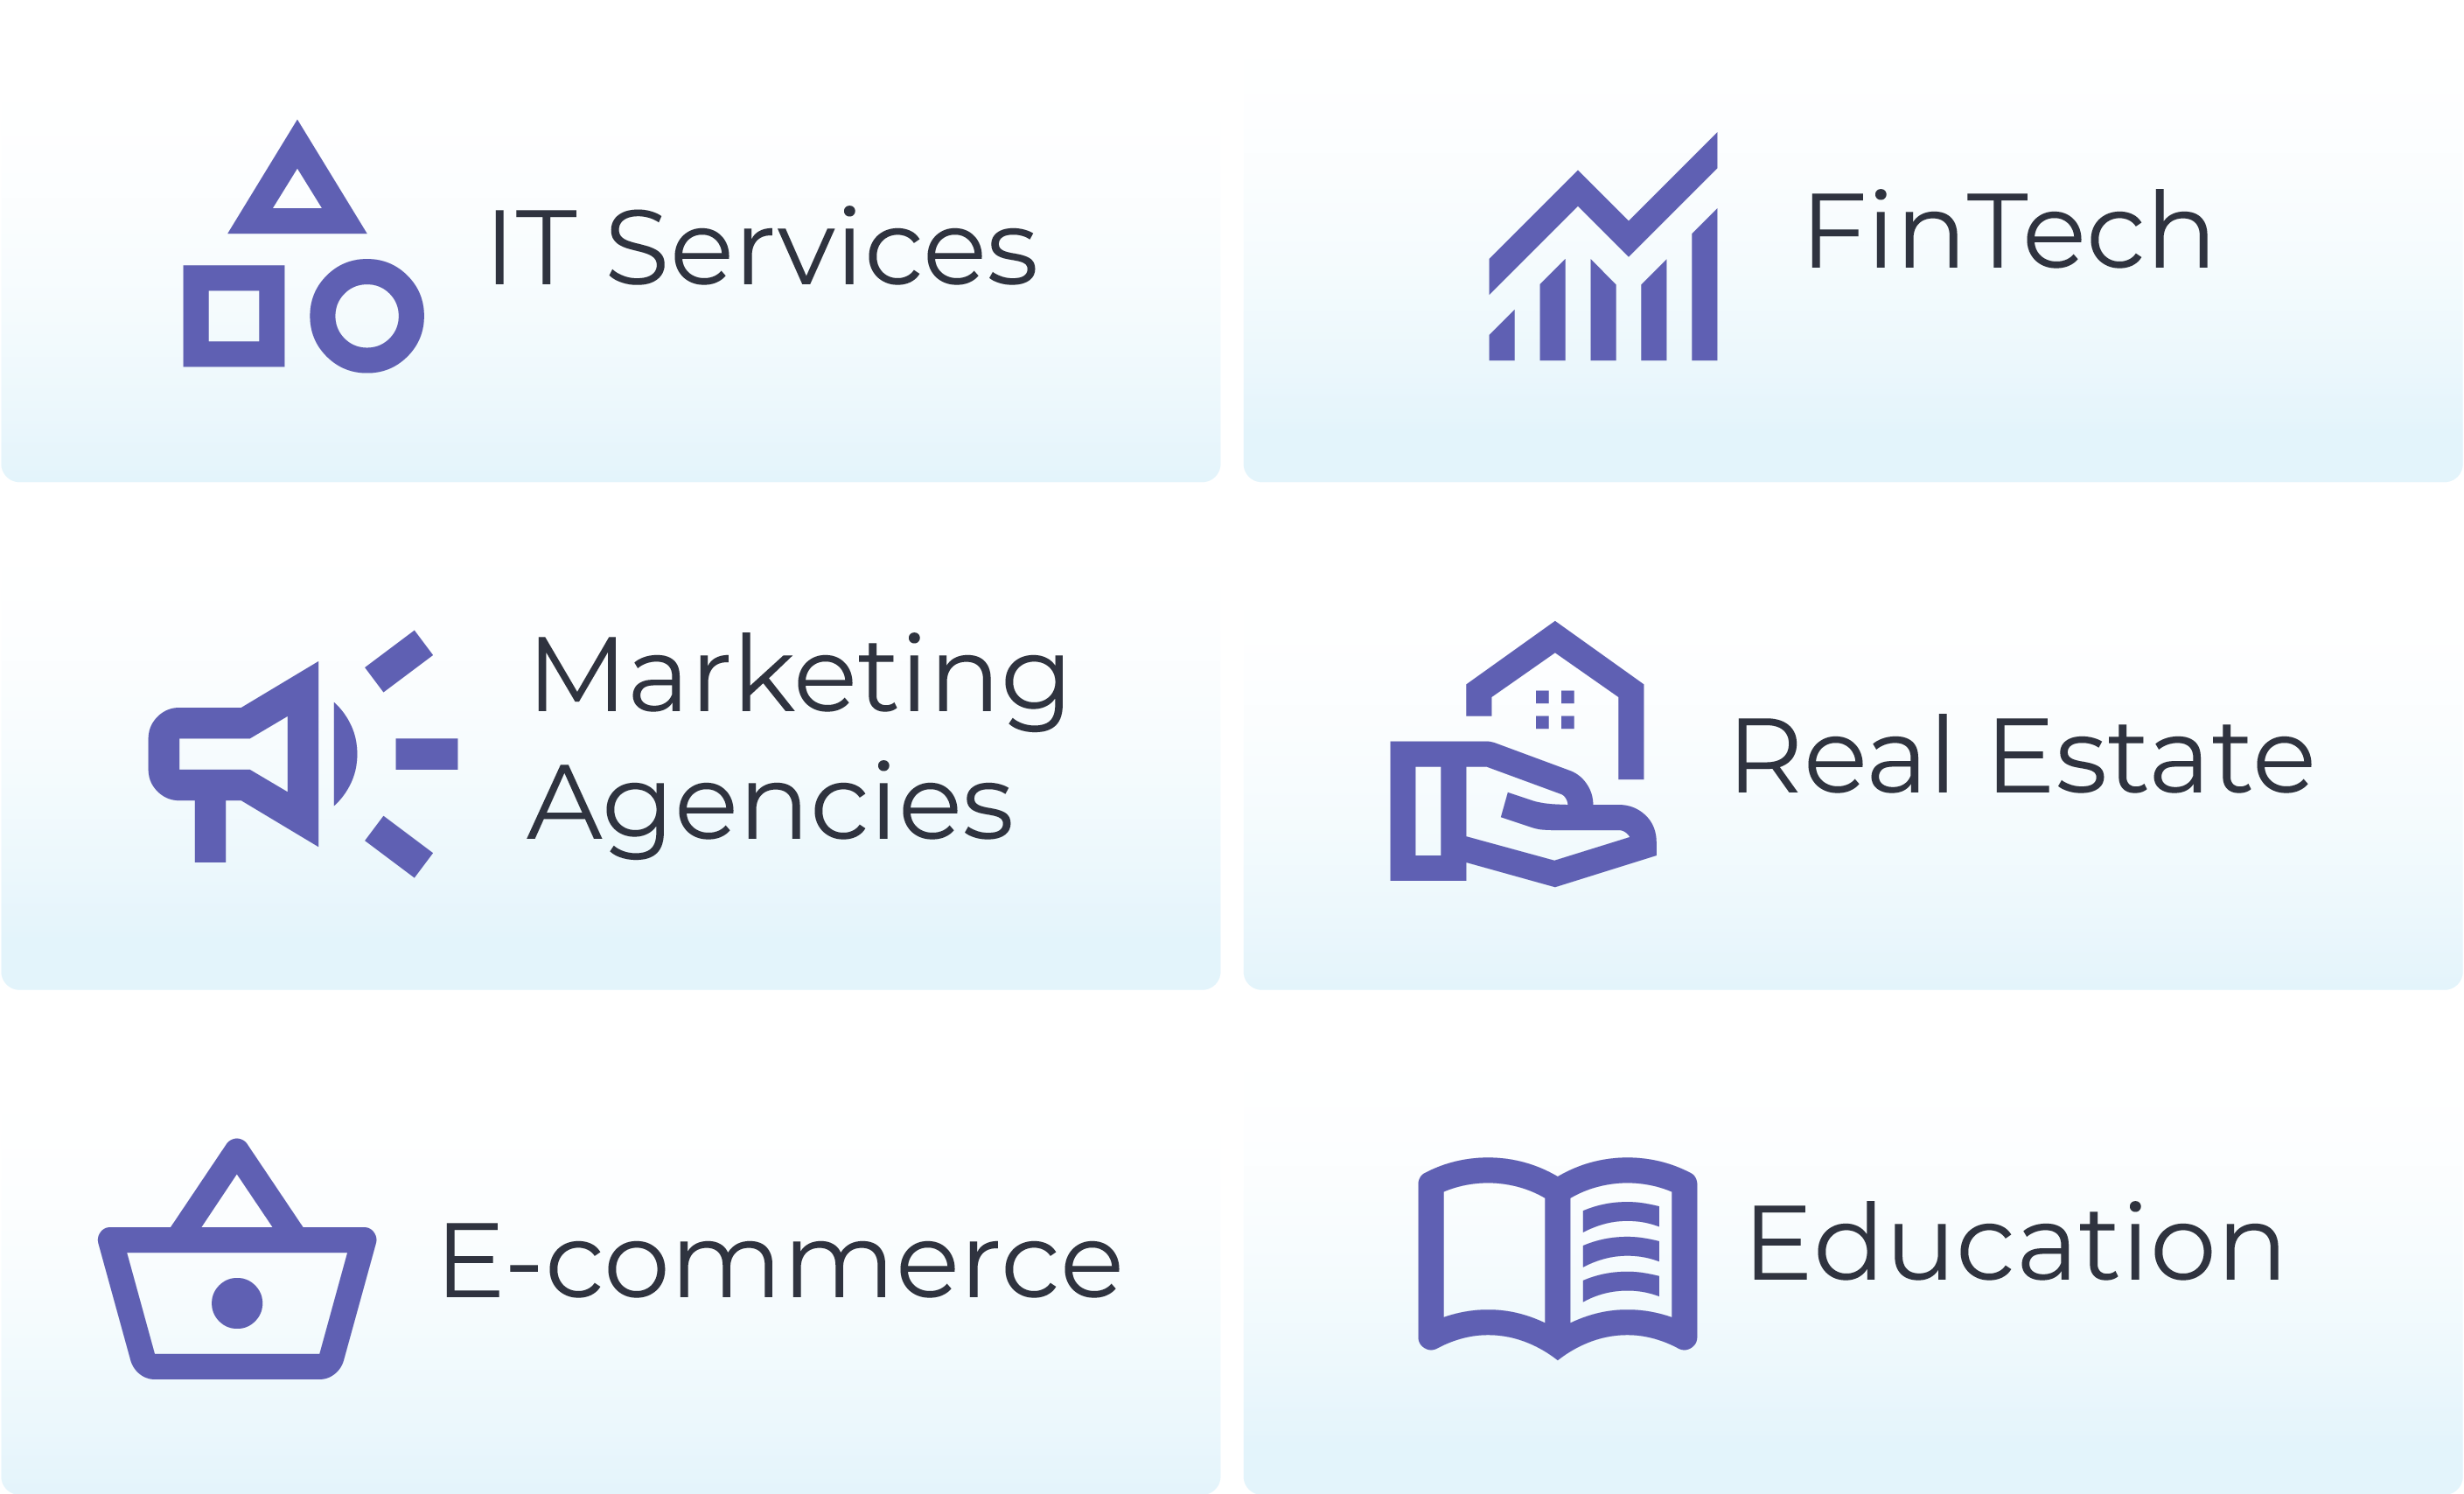 IT Services
FinTech
Marketing
Agencies
Real Estate
E-commerce
Education